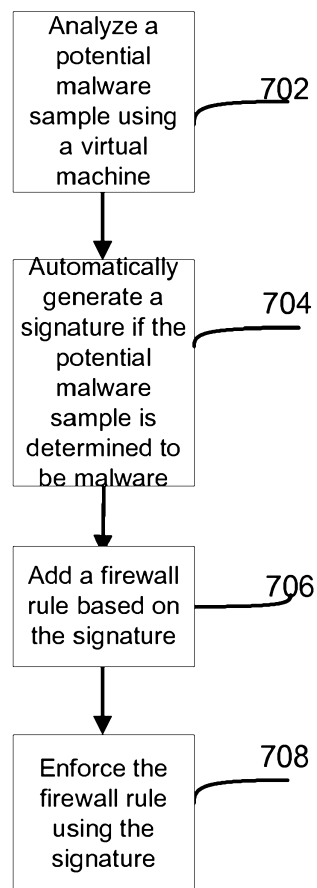 Analyze a
potential
malware
sample using
a virtual
machine
702
Automatically
generate a
signature if the
potential
malware
sample is
determined to
be malware
704
Add a firewall
rule based on
the signature
706
Enforce the
firewall rule
using the
signature
708